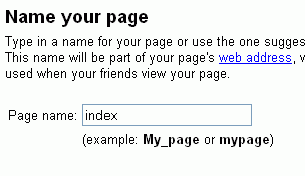 Name your page
Type in a name for your page or use the one sugges
This name will be part of your page's web address, v
used when your friends view your page.
Page name: index
(example: My_page or mypage)